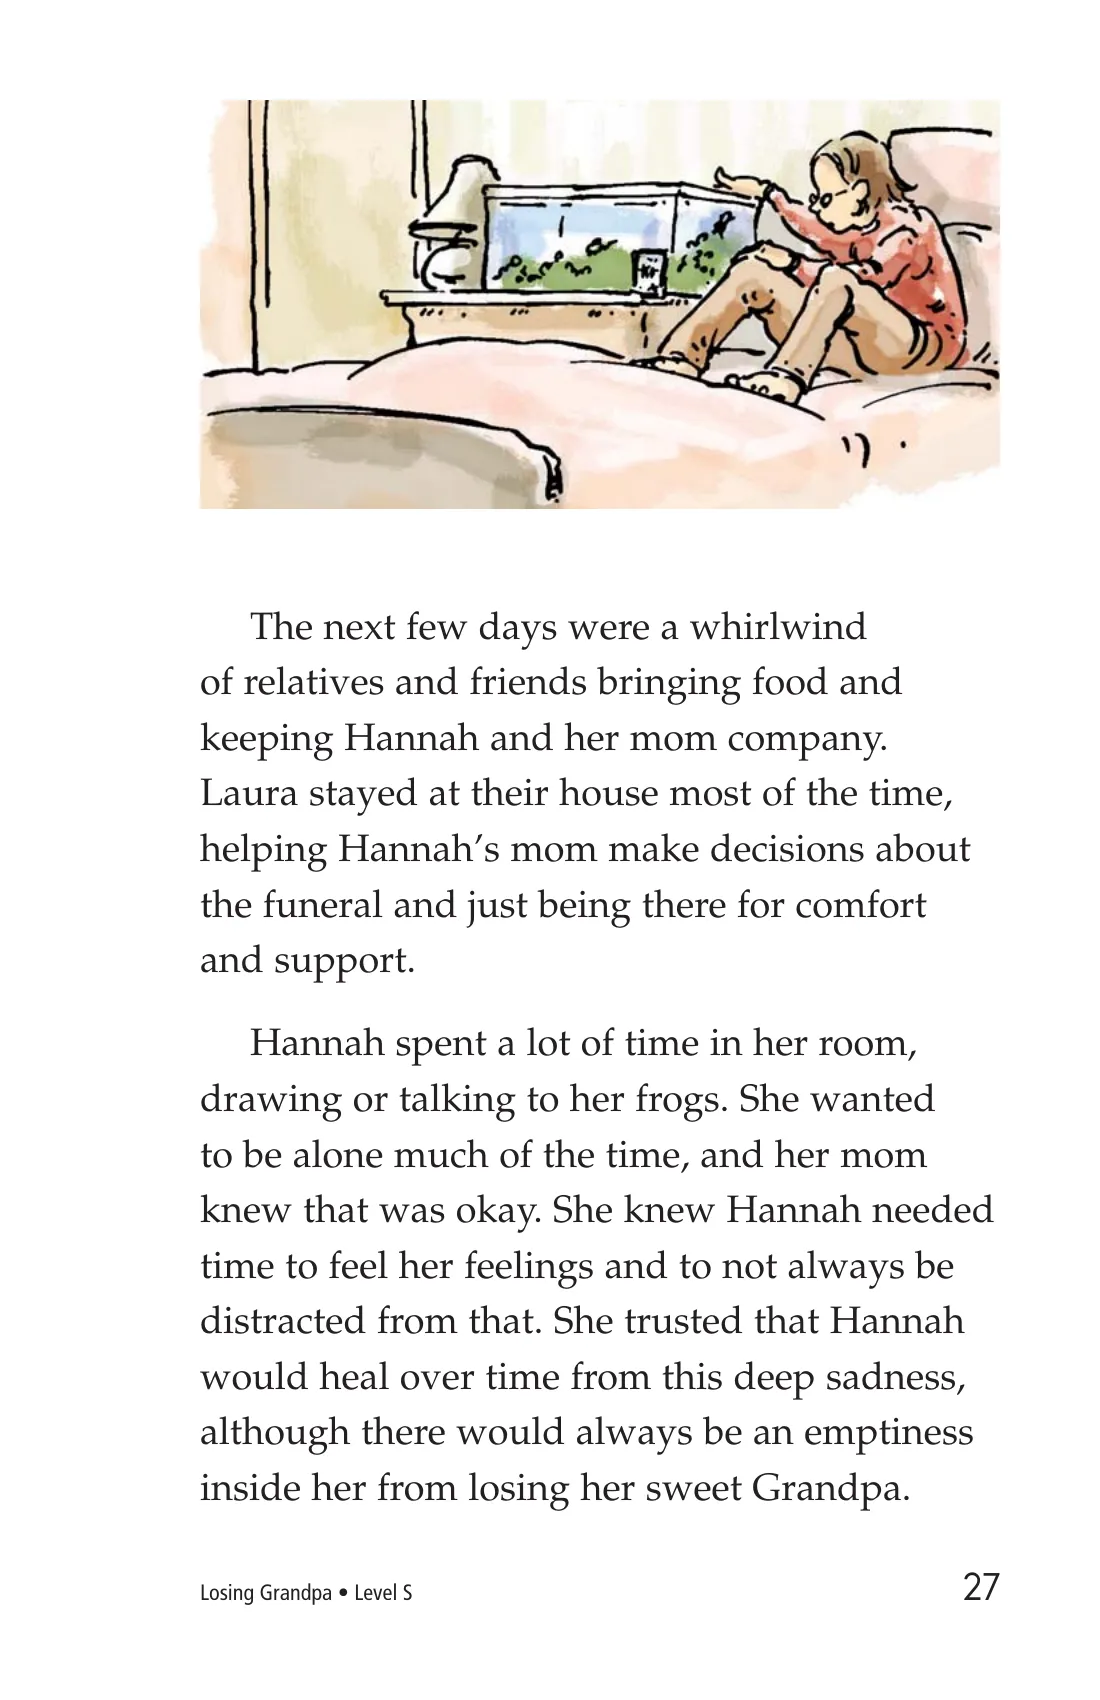 The next few days were a whirlwind
of relatives and friends bringing food and
keeping Hannah and her mom company.
Laura stayed at their house most of the time,
helping Hannah’s mom make decisions about
the funeral and just being there for comfort
and support.
Hannah spent a lot of time in her room,
drawing or talking to her frogs. She wanted
to be alone much of the time, and her mom
knew that was okay. She knew Hannah needed
time to feel her feelings and to not always be
distracted from that. She trusted that Hannah
would heal over time from this deep sadness,
although there would always be an emptiness
inside her from losing her sweet Grandpa.
Losing Grandpa • Level S
27